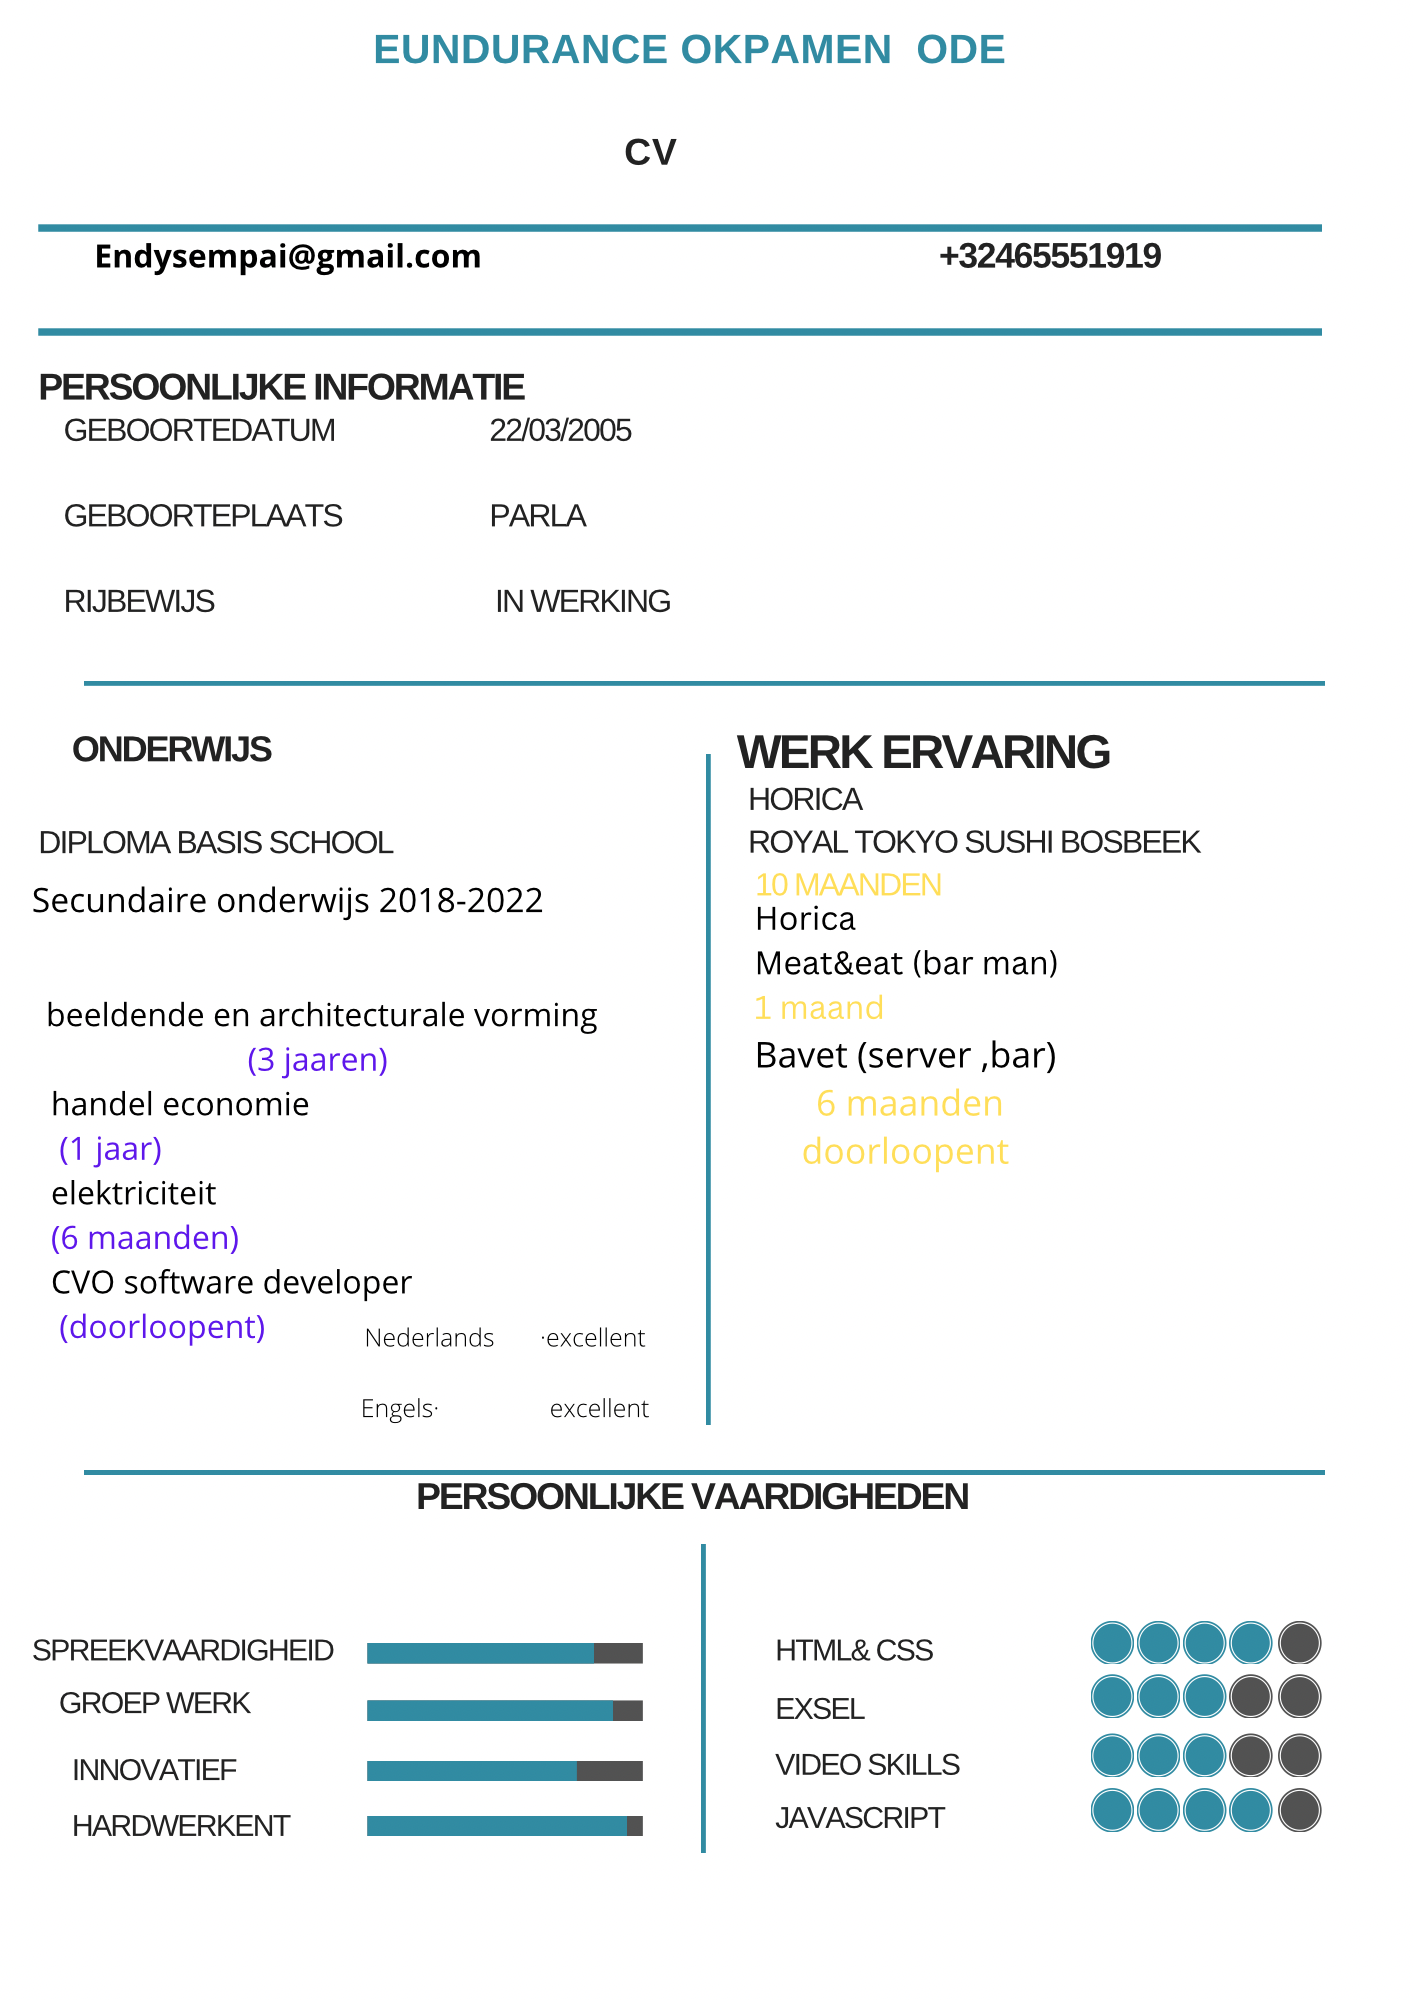 EUNDURANCE OKPAMEN ODE
CV
Endysempai@gmail.com +32465551919
PERSOONLIJKE INFORMATIE
GEBOORTEDATUM 22/03/2005
GEBOORTEPLAATS PARLA
RIJBEWIJS IN WERKING
ONDERWIJS
DIPLOMA BASIS SCHOOL
Secundaire onderwijs 2018-2022
beeldende en architecturale vorming
(3 jaaren)
handel economie
(1 jaar)
elektriciteit
(6 maanden)
CVO software developer
(doorloopent)
Nederlands ·excellent
Engels· excellent
WERK ERVARING
HORICA
ROYAL TOKYO SUSHI BOSBEEK
10 MAANDEN
Horica
Meat&eat (bar man)
1 maand
Bavet (server ,bar)
6 maanden
doorloopent
PERSOONLIJKE VAARDIGHEDEN
SPREEKVAARDIGHEID
GROEP WERK
INNOVATIEF
HARDWERKENT
HTML& CSS
EXSEL
VIDEO SKILLS
JAVASCRIPT